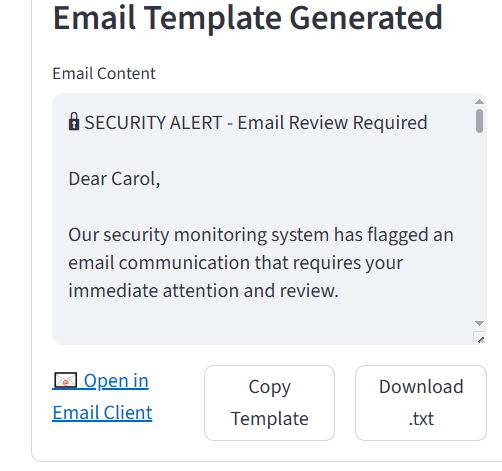 Email Template Generated
Email Content
🔒 SECURITY ALERT - Email Review Required
Dear Carol,
Our security monitoring system has flagged an
email communication that requires your
immediate attention and review.
📧 Open in
Email Client
Copy
Template
Download
.txt